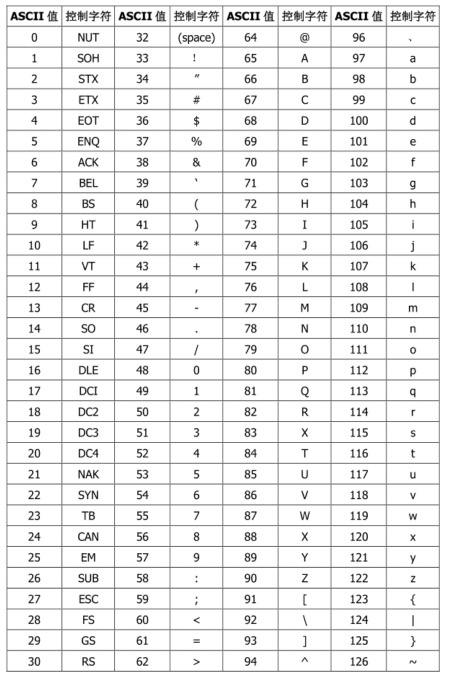 ASCII 值 控制字符 ASCII 值 控制字符 ASCII 值 控制字符 ASCII 值 控制字符
0 NUT 32 (space) 64 @ 96 、
1 SOH 33 ! 65 A 97 a
2 STX 34 " 66 B 98 b
3 ETX 35 # 67 C 99 c
4 EOT 36 $ 68 D 100 d
5 ENQ 37 % 69 E 101 e
6 ACK 38 & 70 F 102 f
7 BEL 39 ‵ 71 G 103 g
8 BS 40 ( 72 H 104 h
9 HT 41 ) 73 I 105 i
10 LF 42 * 74 J 106 j
11 VT 43 + 75 K 107 k
12 FF 44 , 76 L 108 l
13 CR 45 - 77 M 109 m
14 SO 46 . 78 N 110 n
15 SI 47 / 79 O 111 o
16 DLE 48 0 80 P 112 p
17 DCI 49 1 81 Q 113 q
18 DC2 50 2 82 R 114 r
19 DC3 51 3 83 X 115 s
20 DC4 52 4 84 T 116 t
21 NAK 53 5 85 U 117 u
22 SYN 54 6 86 V 118 v
23 TB 55 7 87 W 119 w
24 CAN 56 8 88 X 120 x
25 EM 57 9 89 Y 121 y
26 SUB 58 : 90 Z 122 z
27 ESC 59 ; 91 [ 123 {
28 FS 60 < 92 \ 124 |
29 GS 61 = 93 ] 125 }
30 RS 62 > 94 ^ 126 ~